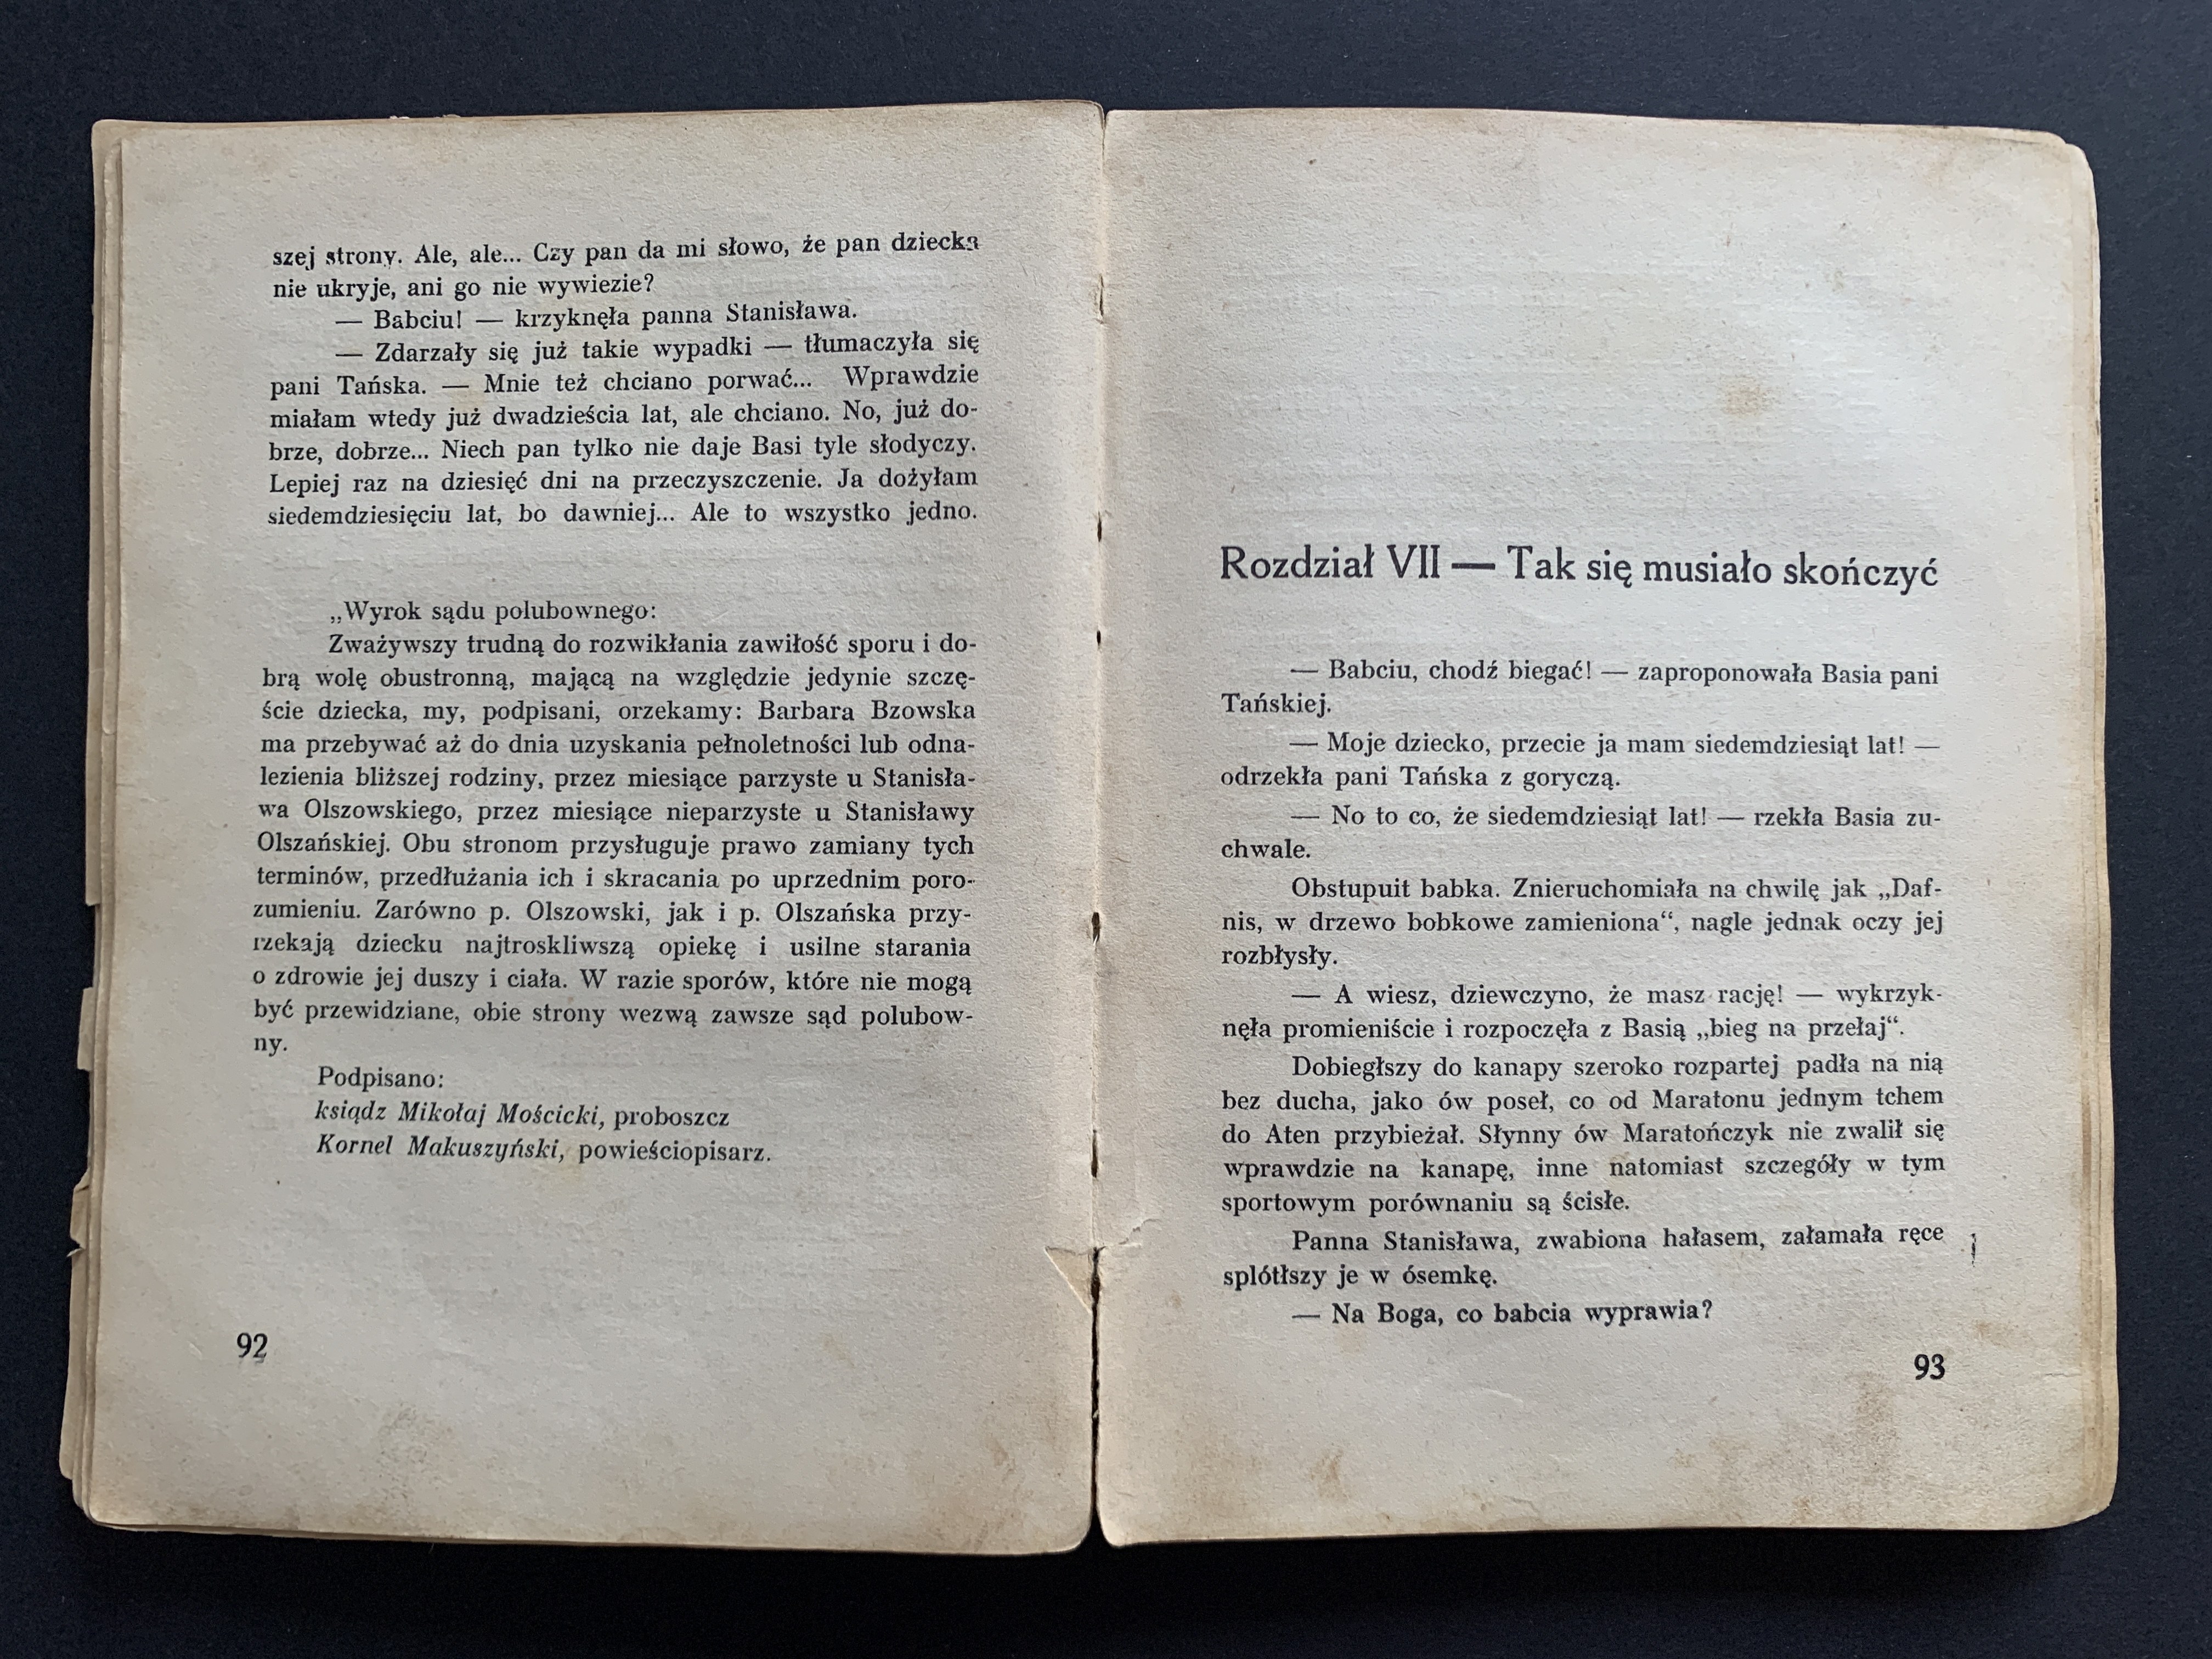 szej strony. Ale, ale... Czy pan da mi słowo, że pan dziecka
nie ukryje, ani go nie wywiezie?
— Babciu! — krzyknęła panna Stanisława.
— Zdarzały się już takie wypadki — tłumaczyła się
pani Tańska. — Mnie też chciano porwać... Wprawdzie
miałam wtedy już dwadzieścia lat, ale chciano. No, już do-
brze, dobrze... Niech pan tylko nie daje Basi tyle słodyczy.
Lepiej raz na dziesięć dni na przeczyszczenie. Ja dożyłam
siedemdziesięciu lat, bo dawniej... Ale to wszystko jedno.
„Wyrok sądu polubownego:
Zważywszy trudną do rozwikłania zawiłość sporu i do-
brą wolę obustronną, mającą na względzie jedynie szczę-
ście dziecka, my, podpisani, orzekamy: Barbara Bzowska
ma przebywać aż do dnia uzyskania pełnoletności lub odna-
lezienia bliższej rodziny, przez miesiące parzyste u Stanisła-
wa Olszowskiego, przez miesiące nieparzyste u Stanisławy
Olszańskiej. Obu stronom przysługuje prawo zamiany tych
terminów, przedłużania ich i skracania po uprzednim poro-
zumieniu. Zarówno p. Olszowski, jak i p. Olszańska przy-
rzekają dziecku najtroskliwszą opiekę i usilne starania
o zdrowie jej duszy i ciała. W razie sporów, które nie mogą
być przewidziane, obie strony wezwą zawsze sąd polubow-
ny.
Podpisano:
ksiądz Mikołaj Mościcki, proboszcz
Kornel Makuszyński, powieściopisarz.
92
Rozdział VII — Tak się musiało skończyć
— Babciu, chodź biegać! — zaproponowała Basia pani
Tańskiej.
— Moje dziecko, przecie ja mam siedemdziesiąt lat! —
odrzekła pani Tańska z goryczą.
— No to co, że siedemdziesiąt lat! — rzekła Basia zu-
chwale.
Obstupuit babka. Znieruchomiała na chwilę jak „Daf-
nis, w drzewo bobkowe zamieniona“, nagle jednak oczy jej
rozbłysły.
— A wiesz, dziewczyno, że masz rację! — wykrzyk-
nęła promieniście i rozpoczęła z Basią „bieg na przełaj“.
Dobiegłszy do kanapy szeroko rozpartej padła na nią
bez ducha, jako ów poseł, co od Maratonu jednym tchem
do Aten przybieżał. Słynny ów Maratończyk nie zwalił się
wprawdzie na kanapę, inne natomiast szczegóły w tym
sportowym porównaniu są ścisłe.
Panna Stanisława, zwabiona hałasem, załamała ręce
splótłszy je w ósemkę.
— Na Boga, co babcia wyprawia?
93